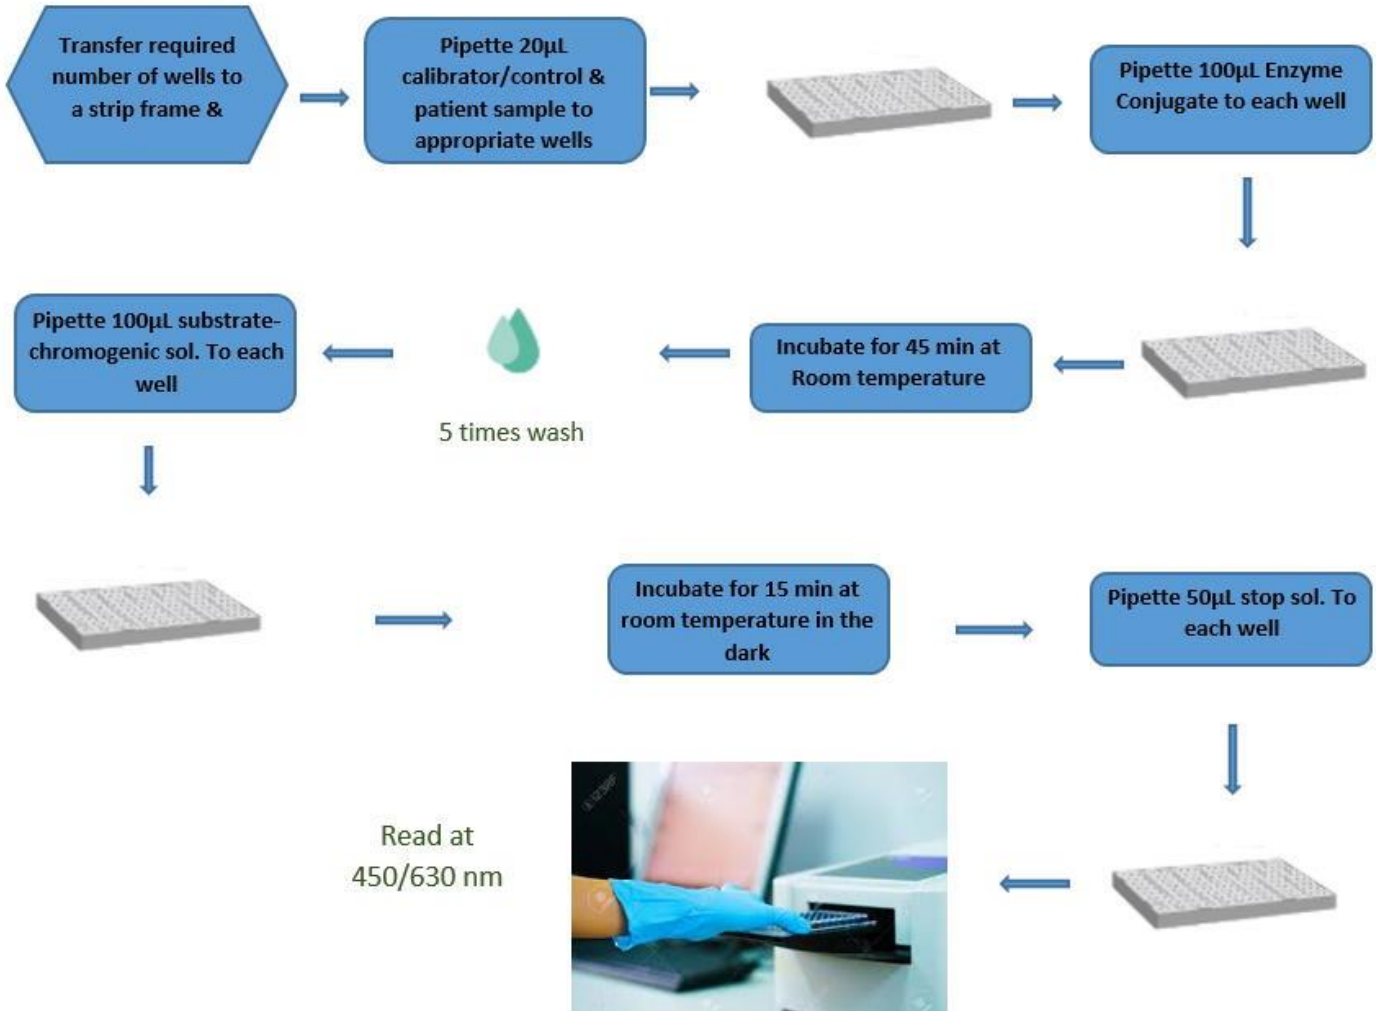 Transfer required
number of wells to
a strip frame &
Pipette 20µL
calibrator/control &
patient sample to
appropriate wells
Pipette 100µL Enzyme
Conjugate to each well
Incubate for 45 min at
Room temperature
5 times wash
Pipette 100µL substrate-
chromogenic sol. To each
well
Incubate for 15 min at
room temperature in the
dark
Pipette 50µL stop sol. To
each well
Read at
450/630 nm
123RF